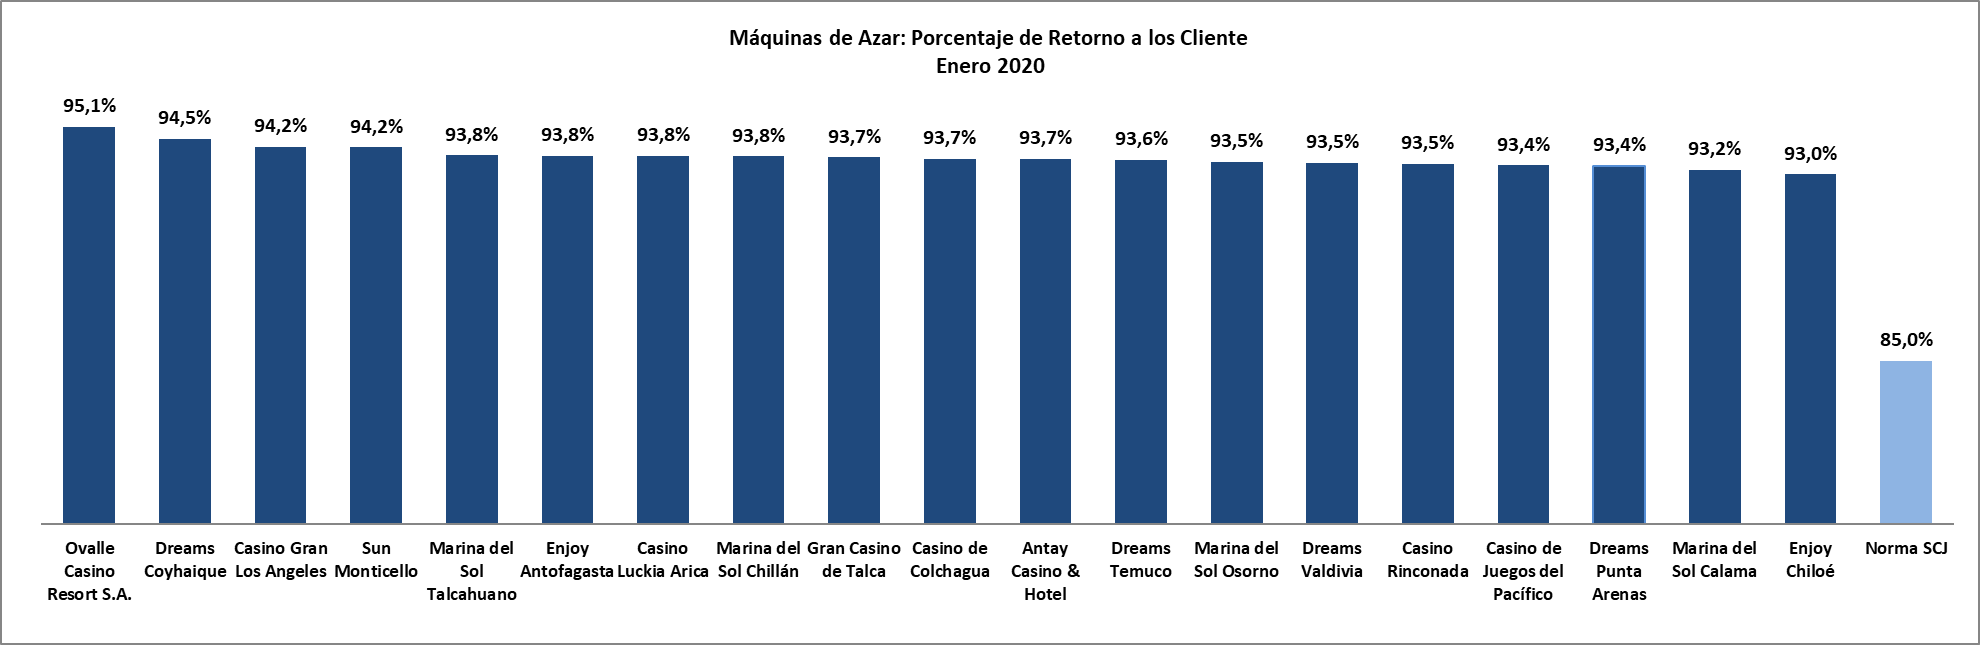 Máquinas de Azar: Porcentaje de Retorno a los Cliente
Enero 2020
95,1%
94,5%
94,2%
94,2%
93,8%
93,8%
93,8%
93,8%
93,7%
93,7%
93,7%
93,6%
93,5%
93,5%
93,5%
93,4%
93,4%
93,2%
93,0%
85,0%
Ovalle
Casino
Resort S.A.
Dreams
Coyhaique
Casino Gran
Los Angeles
Sun
Monticello
Marina del
Sol
Talcahuano
Enjoy
Antofagasta
Casino
Luckia Arica
Marina del
Sol Chillán
Gran Casino
de Talca
Casino de
Colchagua
Antay
Casino &
Hotel
Dreams
Temuco
Marina del
Sol Osorno
Dreams
Valdivia
Casino
Rinconada
Casino de
Juegos del
Pacífico
Dreams
Punta
Arenas
Marina del
Sol Calama
Enjoy
Chiloé
Norma SCJ